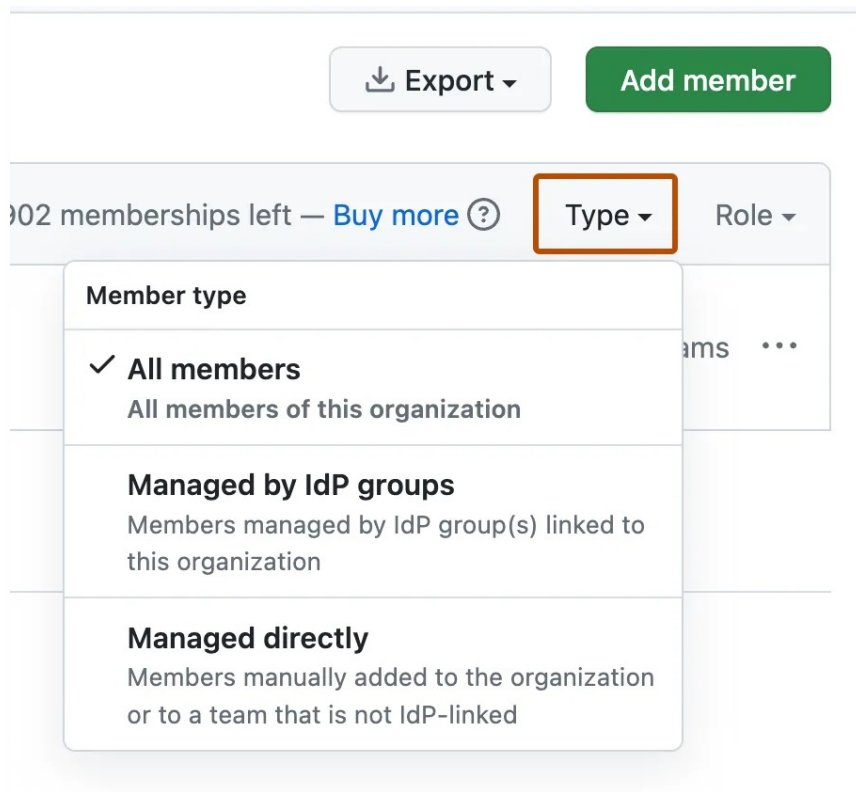 Export
Add member
902 memberships left — Buy more
Type
Role
Member type
All members
All members of this organization
Managed by IdP groups
Members managed by IdP group(s) linked to
this organization
Managed directly
Members manually added to the organization
or to a team that is not IdP-linked